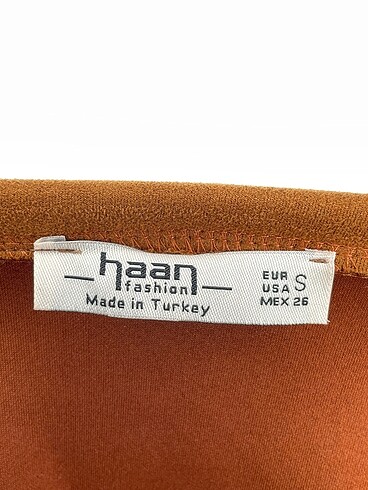 haan
fashion
Made in Turkey
EUR
USA S
MEX 26